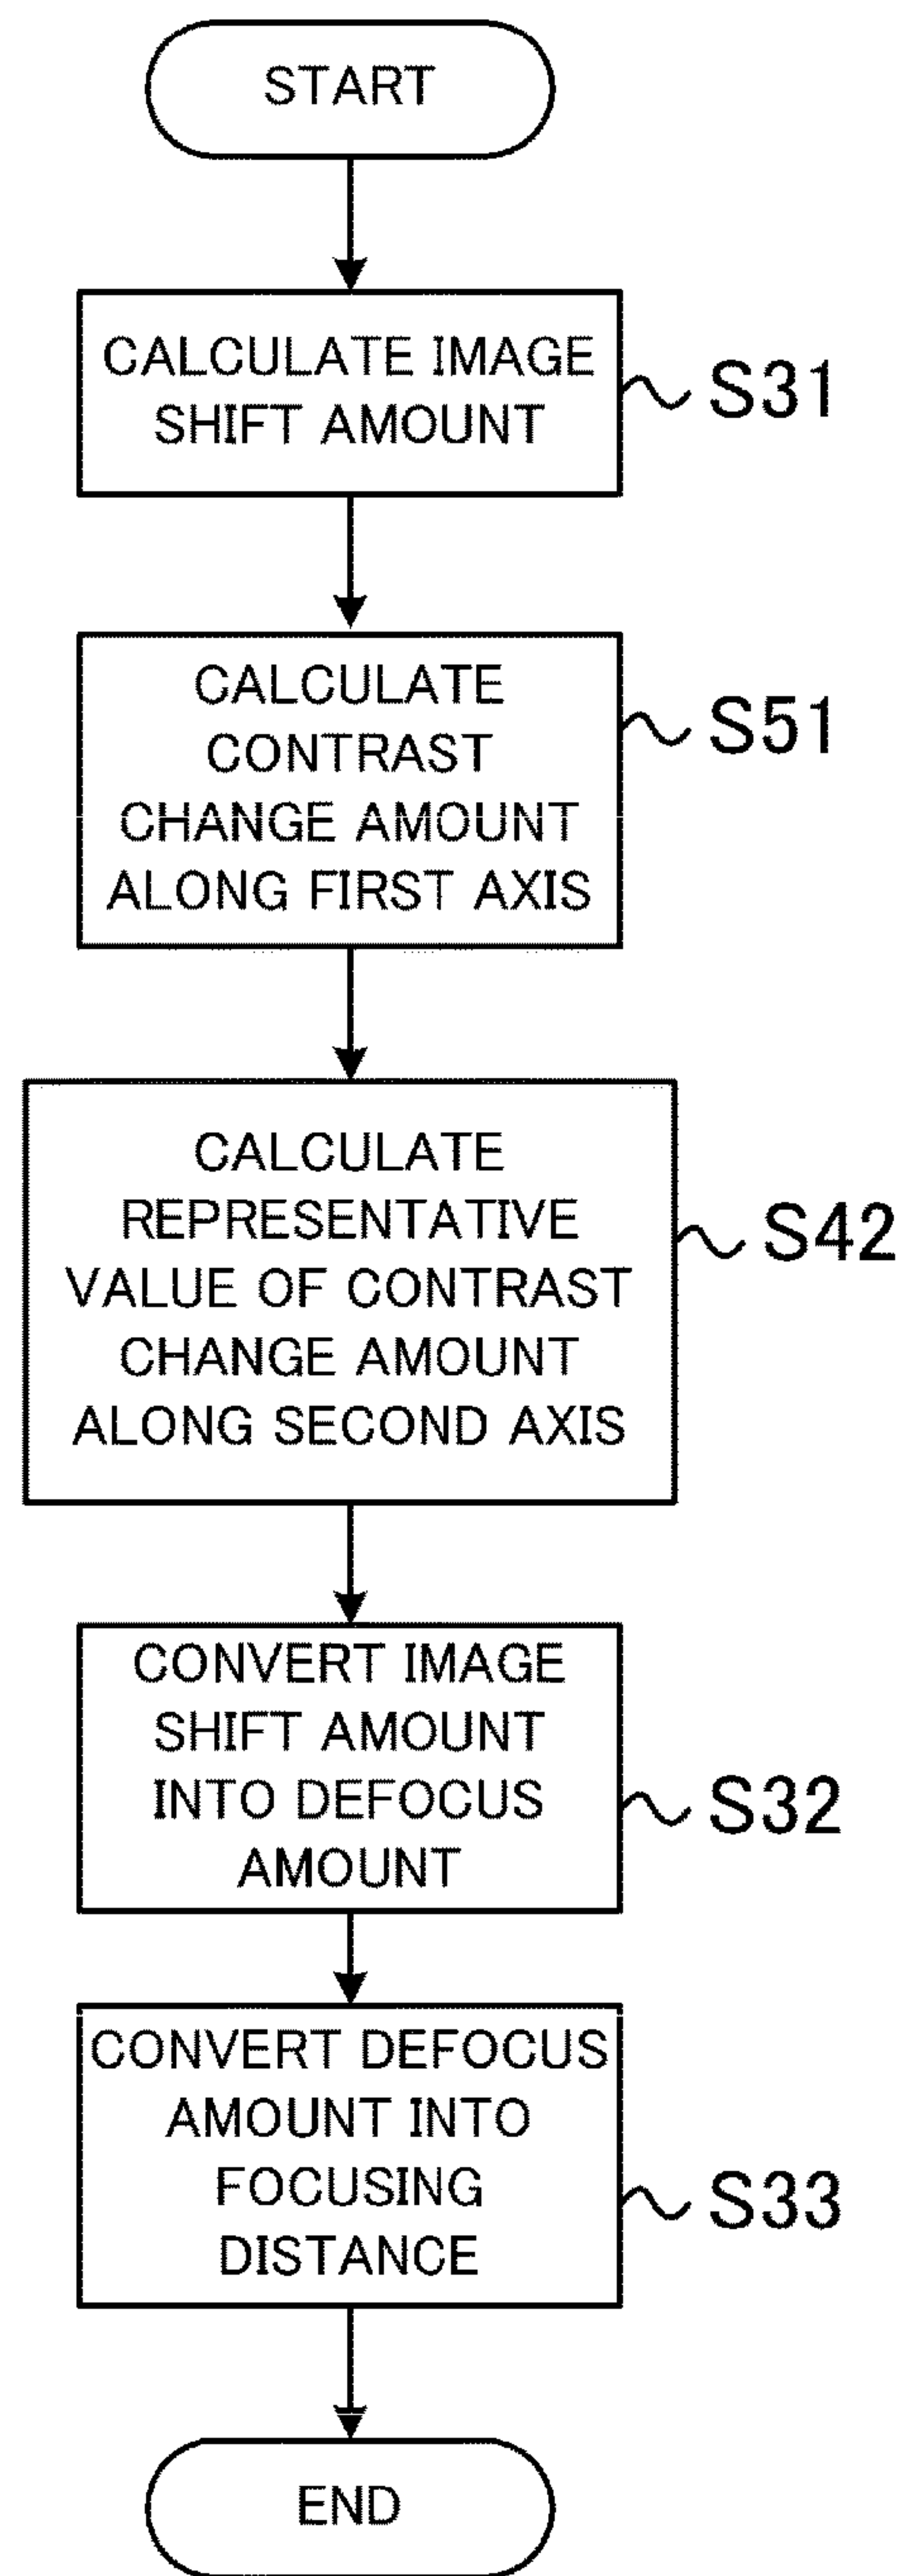 START
CALCULATE IMAGE
SHIFT AMOUNT
S31
CALCULATE
CONTRAST
CHANGE AMOUNT
ALONG FIRST AXIS
S51
CALCULATE
REPRESENTATIVE
VALUE OF CONTRAST
CHANGE AMOUNT
ALONG SECOND AXIS
S42
CONVERT IMAGE
SHIFT AMOUNT
INTO DEFOCUS
AMOUNT
S32
CONVERT DEFOCUS
AMOUNT INTO
FOCUSING
DISTANCE
S33
END